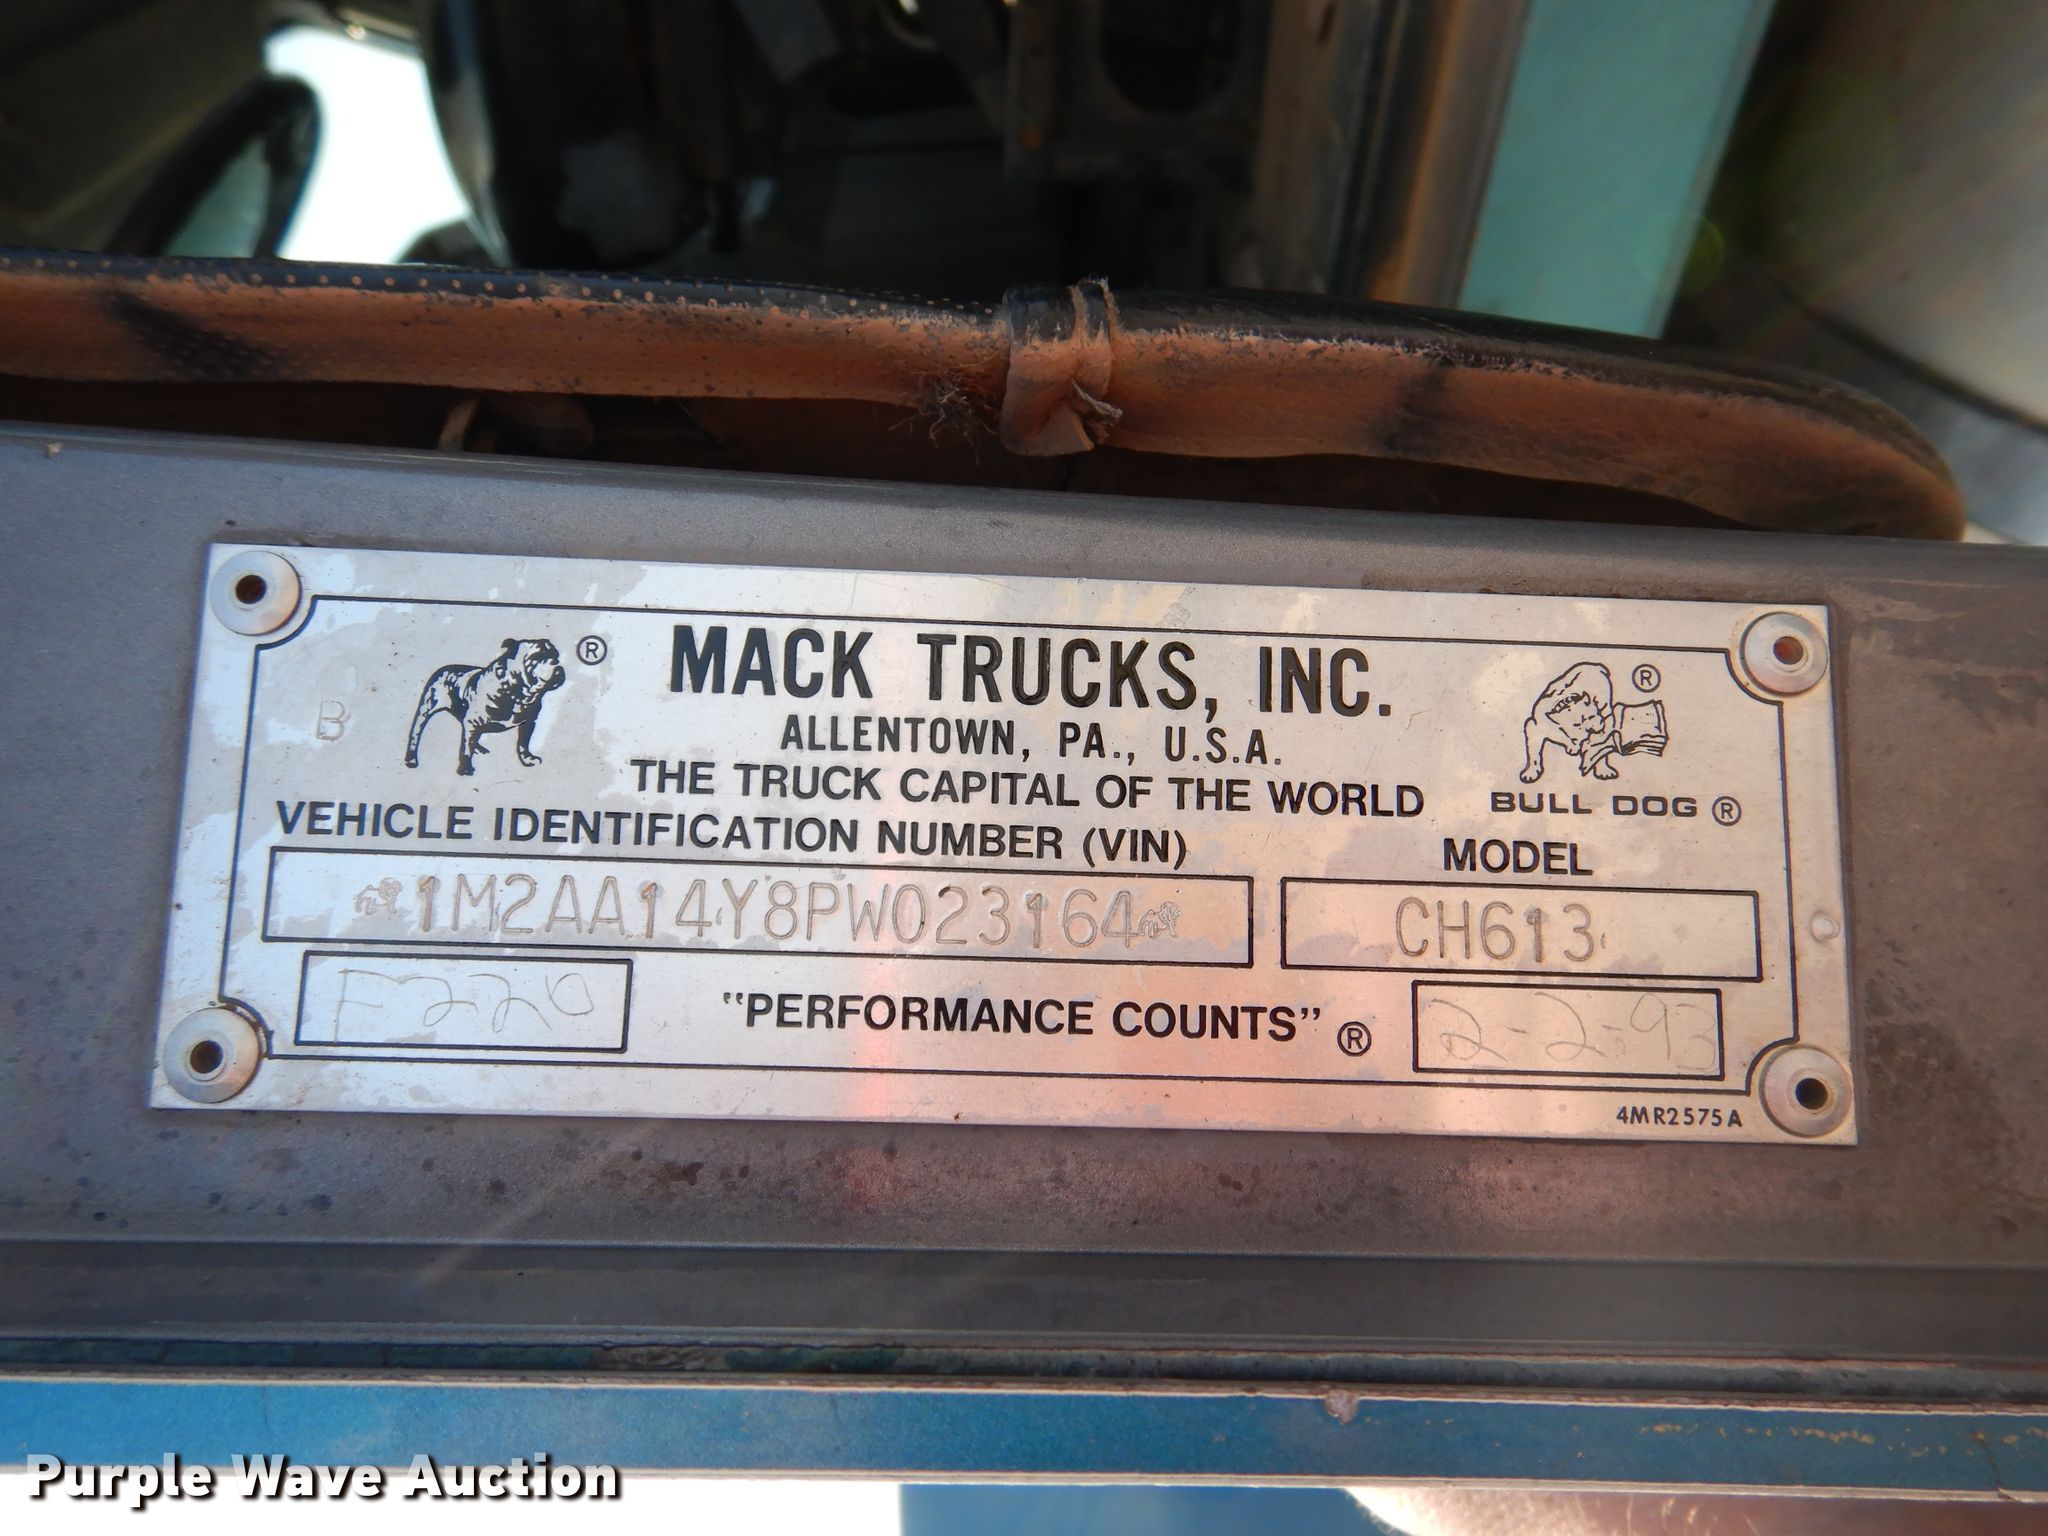 B ® MACK TRUCKS, INC. ®
ALLENTOWN, PA., U.S.A.
THE TRUCK CAPITAL OF THE WORLD
BULL DOG ®
VEHICLE IDENTIFICATION NUMBER (VIN)
MODEL
1M2AA14Y8PW023164
CH613
F220
"PERFORMANCE COUNTS" ®
2-2-93
4MR2575A
Purple Wave Auction